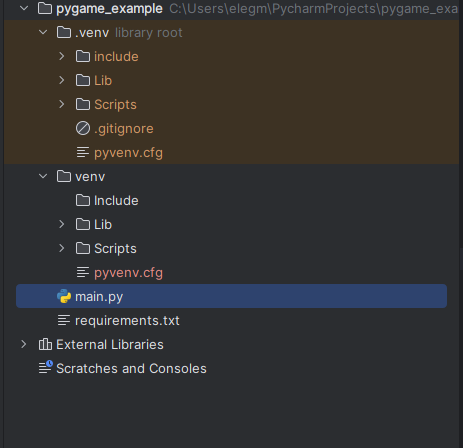 pygame_example C:\Users\elegm\PycharmProjects\pygame_exa
.venv library root
include
Lib
Scripts
.gitignore
pyvenv.cfg
venv
Include
Lib
Scripts
pyvenv.cfg
main.py
requirements.txt
External Libraries
Scratches and Consoles